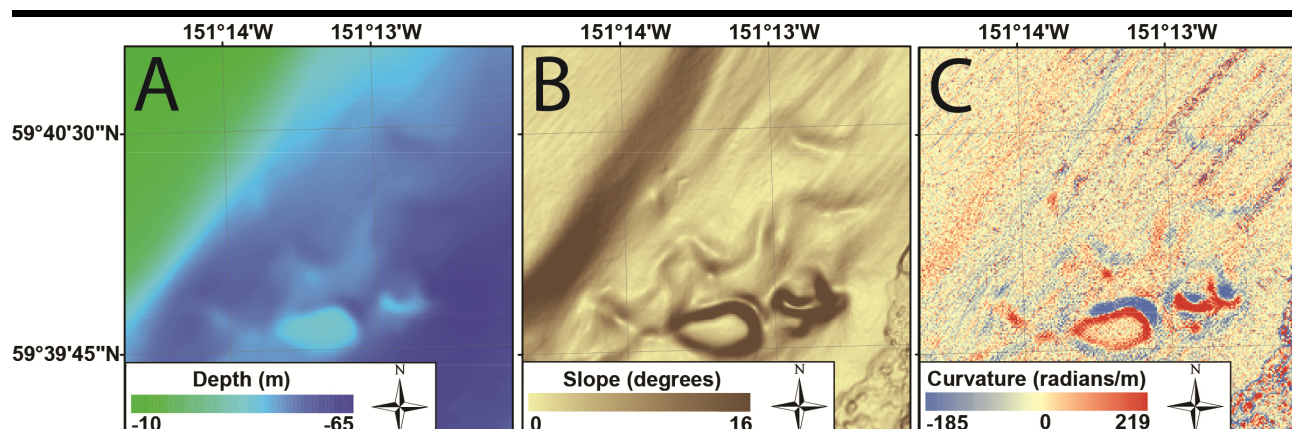 151°14'W 151°13'W 151°14'W 151°13'W 151°14'W 151°13'W
A B C
59°40'30"N
59°39'45"N
N N N
Depth (m) Slope (degrees) Curvature (radians/m)
-10 -65 0 16 -185 0 219